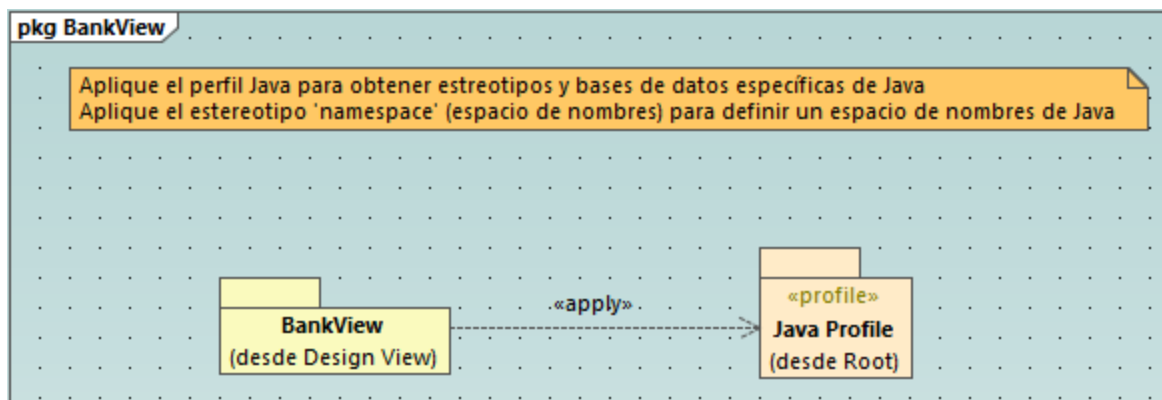 pkg BankView
Aplique el perfil Java para obtener estreotipos y bases de datos específicas de Java
Aplique el estereotipo 'namespace' (espacio de nombres) para definir un espacio de nombres de Java
«apply»
BankView
(desde Design View)
«profile»
Java Profile
(desde Root)